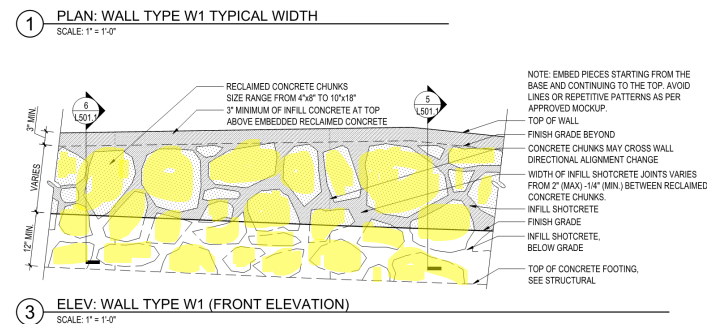 1 PLAN: WALL TYPE W1 TYPICAL WIDTH
SCALE: 1" = 1'-0"
6
L501.1
RECLAIMED CONCRETE CHUNKS
SIZE RANGE FROM 4"x8" TO 10"x18"
3" MINIMUM OF INFILL CONCRETE AT TOP
ABOVE EMBEDDED RECLAIMED CONCRETE
5
L501.1
NOTE: EMBED PIECES STARTING FROM THE
BASE AND CONTINUING TO THE TOP. AVOID
LINES OR REPETITIVE PATTERNS AS PER
APPROVED MOCKUP.
TOP OF WALL
FINISH GRADE BEYOND
CONCRETE CHUNKS MAY CROSS WALL
DIRECTIONAL ALIGNMENT CHANGE
WIDTH OF INFILL SHOTCRETE JOINTS VARIES
FROM 2" (MAX) -1/4" (MIN.) BETWEEN RECLAIMED
CONCRETE CHUNKS.
INFILL SHOTCRETE
FINISH GRADE
INFILL SHOTCRETE,
BELOW GRADE
TOP OF CONCRETE FOOTING,
SEE STRUCTURAL
3" MIN.
VARIES
12" MIN.
3 ELEV: WALL TYPE W1 (FRONT ELEVATION)
SCALE: 1" = 1'-0"